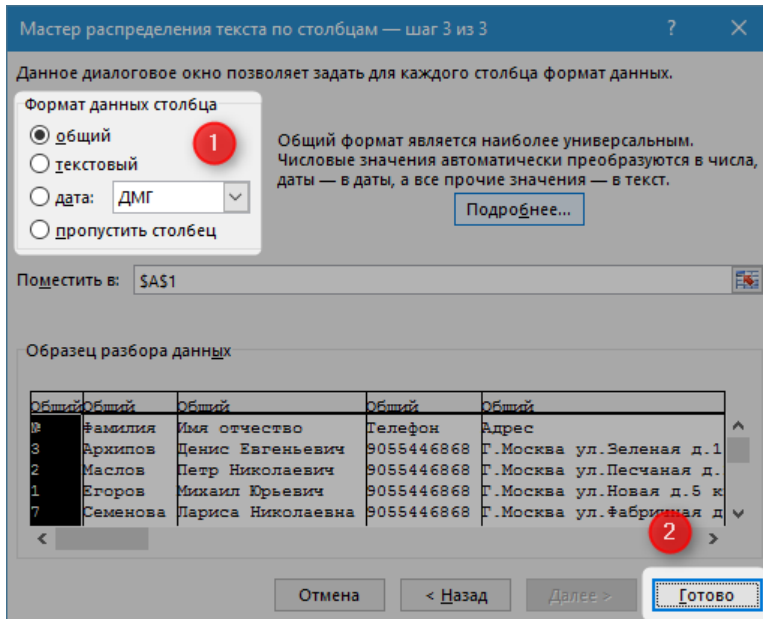 Мастер распределения текста по столбцам — шаг 3 из 3
Данное диалоговое окно позволяет задать для каждого столбца формат данных.
Формат данных столбца
общий
текстовый
дата: ДМГ
пропустить столбец
1
Общий формат является наиболее универсальным.
Числовые значения автоматически преобразуются в числа,
даты — в даты, а все прочие значения — в текст.
Подробнее...
Поместить в: $A$1
Образец разбора данных
Общий Общий Общий Общий Общий
№ Фамилия Имя отчество Телефон Адрес
3 Архипов Денис Евгеньевич 9055446868 Г.Москва ул.Зеленая д.1
2 Маслов Петр Николаевич 9055446868 Г.Москва ул.Песчаная д.
1 Егоров Михаил Юрьевич 9055446868 Г.Москва ул.Новая д.5 к
7 Семенова Лариса Николаевна 9055446868 Г.Москва ул.Фабричная д
2
Отмена < Назад Далее > Готово